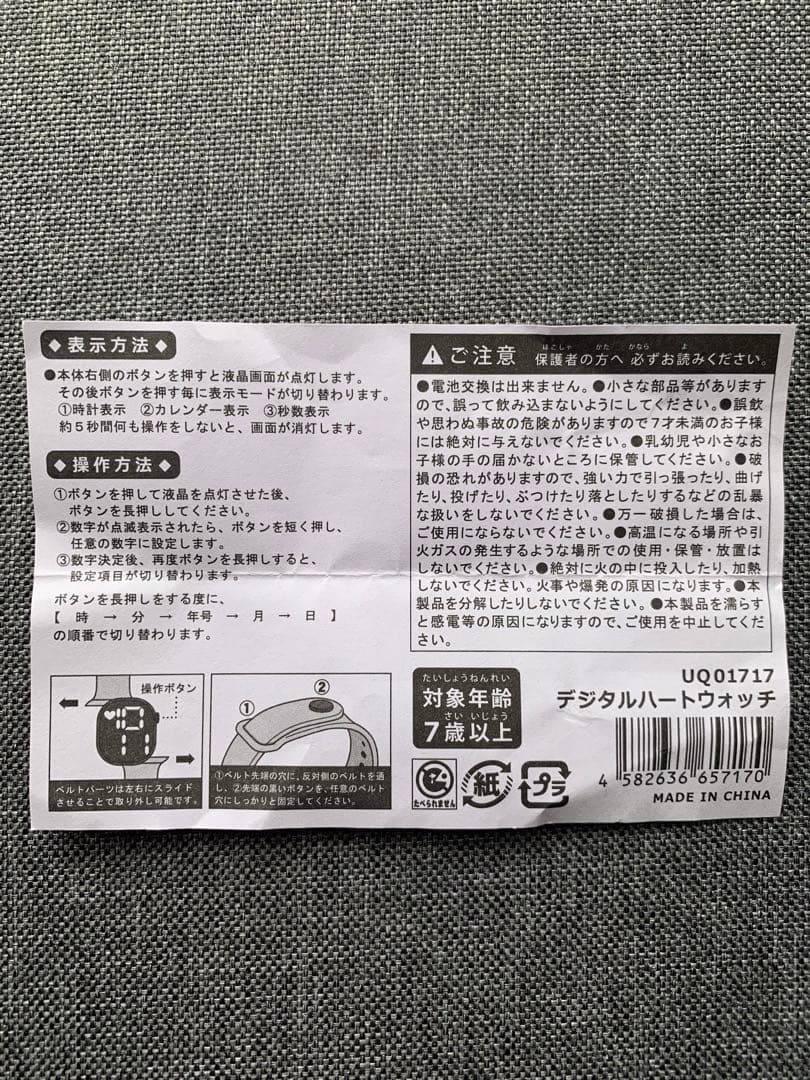 ◆表示方法◆
●本体右側のボタンを押すと液晶画面が点灯します。
その後ボタンを押す毎に表示モードが切り替わります。
①時計表示 ②カレンダー表示 ③秒数表示
約５秒間何も操作をしないと、画面が消灯します。
◆操作方法◆
①ボタンを押して液晶を点灯させた後、
ボタンを長押ししてください。
②数字が点滅表示されたら、ボタンを短く押し、
任意の数字に設定します。
③数字決定後、再度ボタンを長押しすると、
設定項目が切り替わります。
ボタンを長押しをする度に、
【 時 → 分 → 年号 → 月 → 日 】
の順番で切り替わります。
操作ボタン
ベルトパーツは左右にスライド
させることで取り外し可能です。
① ②
①ベルト先端の穴に、反対側のベルトを通
し、②先端の黒いボタンを、任意のベルト
穴にしっかりと固定してください。
ご注意 保護者の方へ 必ずお読みください。
ほごしゃ かた かなら よ
●電池交換は出来ません。●小さな部品等があります
ので、誤って飲み込まないようにしてください。●誤飲
や思わぬ事故の危険がありますので７才未満のお子様
には絶対に与えないでください。●乳幼児や小さなお
子様の手の届かないところに保管してください。●破
損の恐れがありますので、強い力で引っ張ったり、曲げ
たり、投げたり、ぶつけたり落としたりするなどの乱暴
な扱いをしないでください。●万一破損した場合は、
ご使用にならないでください。●高温になる場所や引
火ガスの発生するような場所での使用・保管・放置は
しないでください。●絶対に火の中に投入したり、加熱
しないでください。火事や爆発の原因になります。●本
製品を分解したりしないでください。●本製品を濡らす
と感電等の原因になりますので、ご使用を中止してくだ
さい。
たいしょうねんれい
対象年齢
さい いじょう
7歳以上
たべられません
紙
プラ
UQ01717
デジタルハートウォッチ
4 582636 657170
MADE IN CHINA